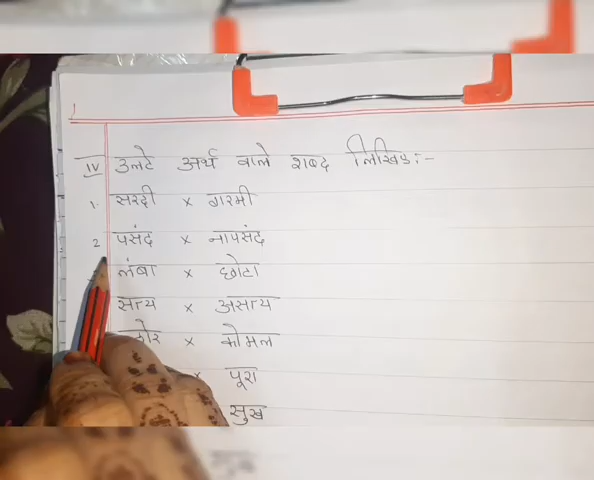 IV उलटे अर्थ वाले शब्द लिखिए:-
1. सरदी × गरमी
2 पसंद × नापसंद
लंबा × छोटा
सत्य × असत्य
× कोमल
× पूरा
सुख